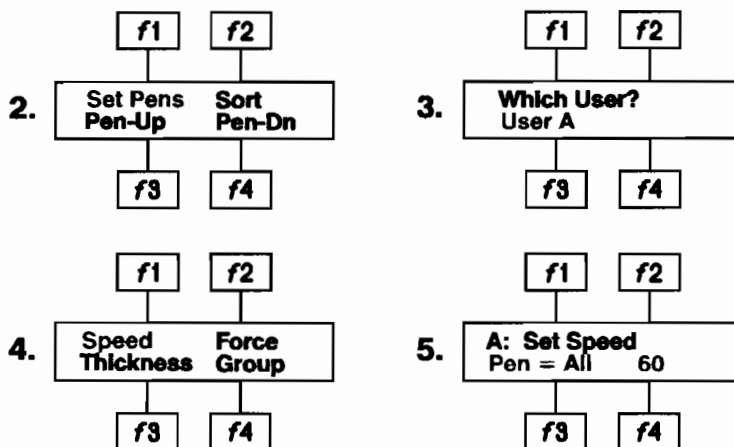 f1 f2
2. Set Pens Sort
Pen-Up Pen-Dn
f3 f4
f1 f2
3. Which User?
User A
f3 f4
f1 f2
4. Speed Force
Thickness Group
f3 f4
f1 f2
5. A: Set Speed
Pen = All 60
f3 f4